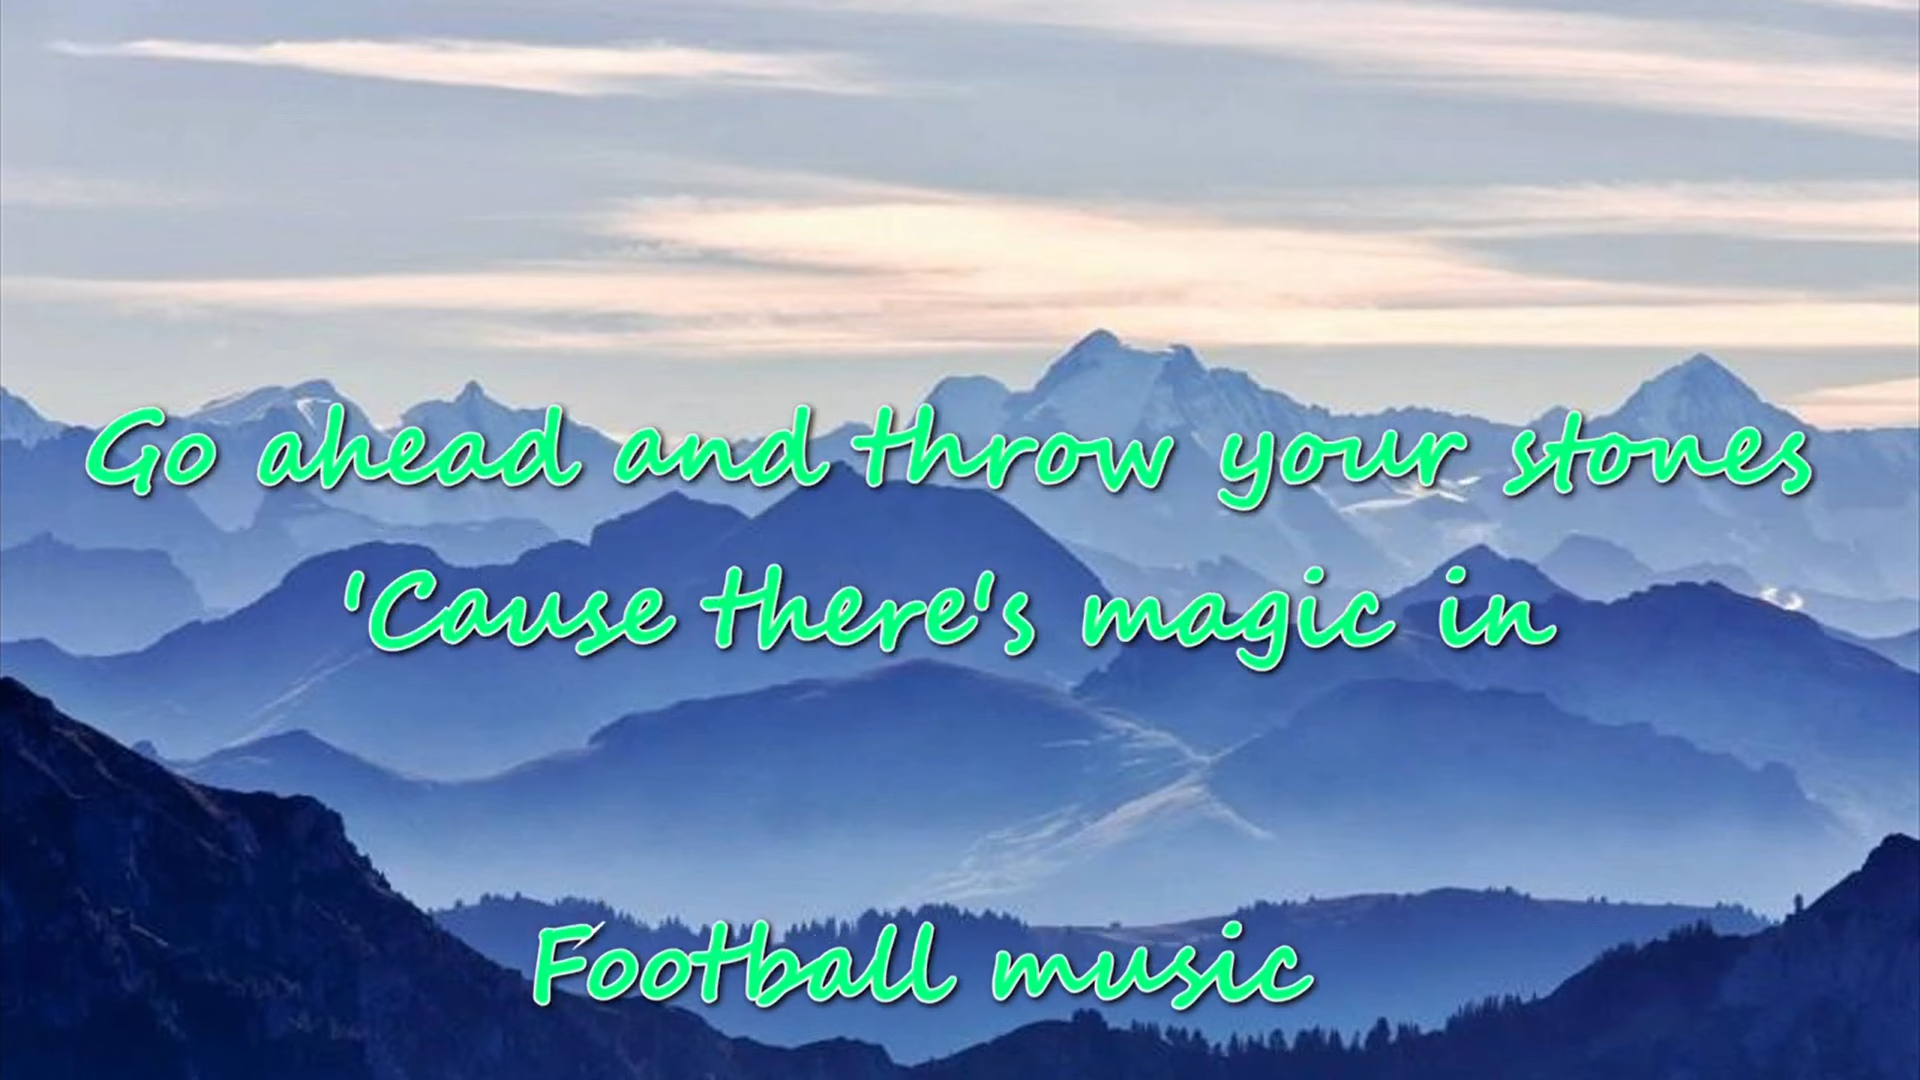 Go ahead and throw your stones
'Cause there's magic in
Football music